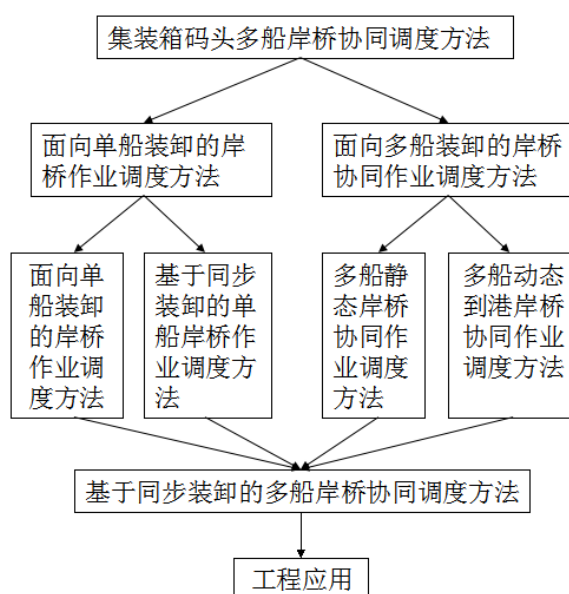 集装箱码头多船岸桥协同调度方法
面向单船装卸的岸
桥作业调度方法
面向多船装卸的岸桥
协同作业调度方法
面向单
船装卸
的岸桥
作业调
度方法
基于同步
装卸的单
船岸桥作
业调度方
法
多船静
态岸桥
协同作
业调度
方法
多船动态
到港岸桥
协同作业
调度方法
基于同步装卸的多船岸桥协同调度方法
工程应用